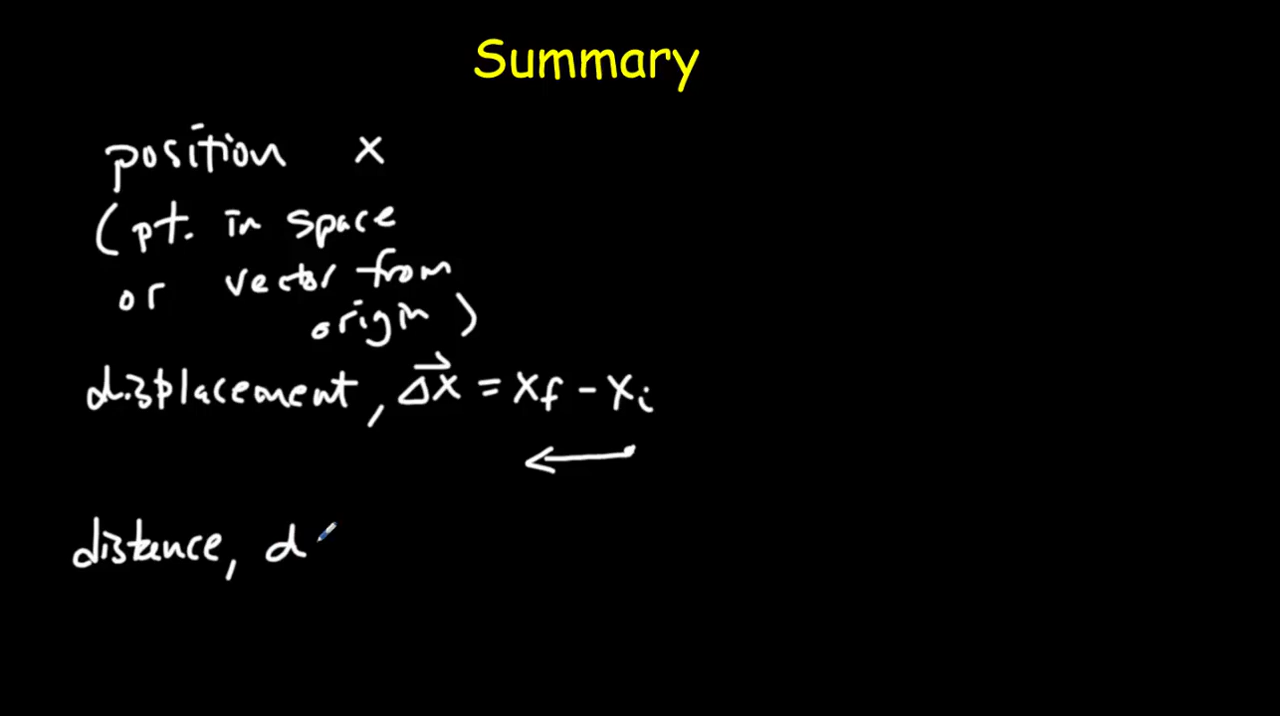 Summary
position x
(pt. in space
or vector from
origin)
displacement, Δx⃗ = xf - xi
distance, d